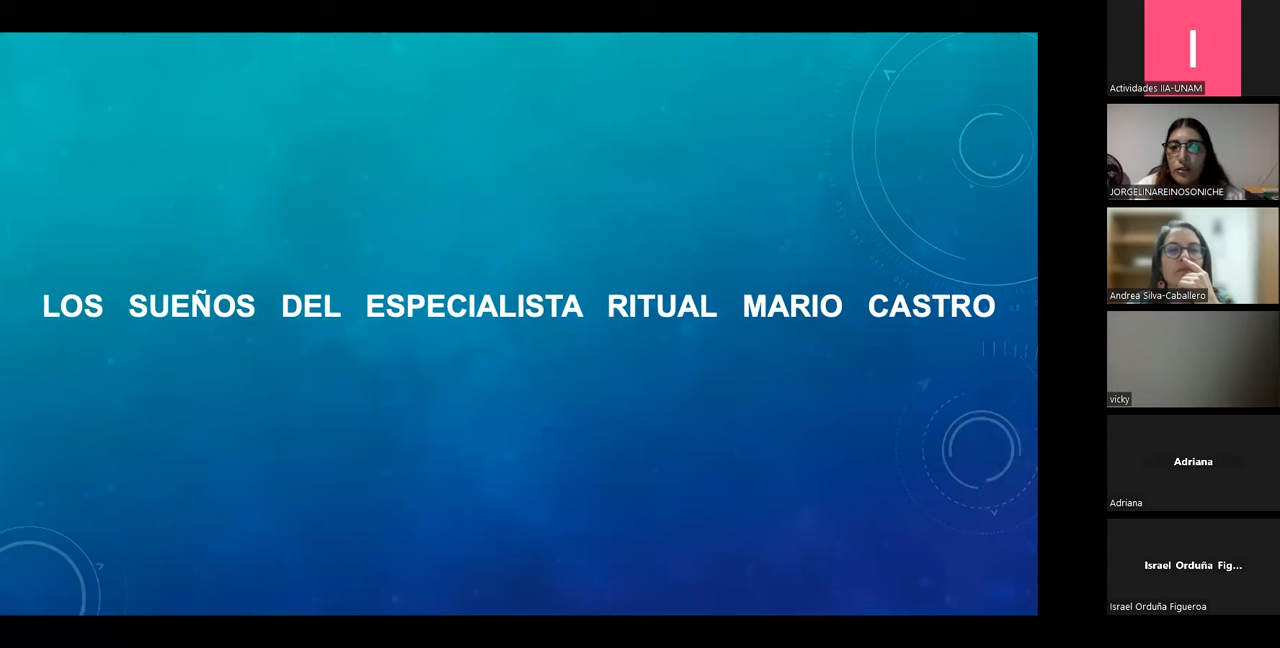 LOS SUEÑOS DEL ESPECIALISTA RITUAL MARIO CASTRO
I
Actividades IIA-UNAM
JORGELINAREINOSONICHE
Andrea Silva-Caballero
vicky
Adriana
Adriana
Israel Orduña Fig...
Israel Orduña Figueroa